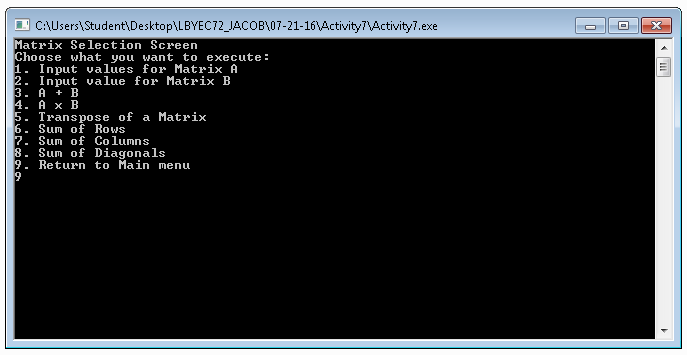 C:\Users\Student\Desktop\LBYEC72_JACOB\07-21-16\Activity7\Activity7.exe
Matrix Selection Screen
Choose what you want to execute:
1. Input values for Matrix A
2. Input value for Matrix B
3. A + B
4. A x B
5. Transpose of a Matrix
6. Sum of Rows
7. Sum of Columns
8. Sum of Diagonals
9. Return to Main menu
9